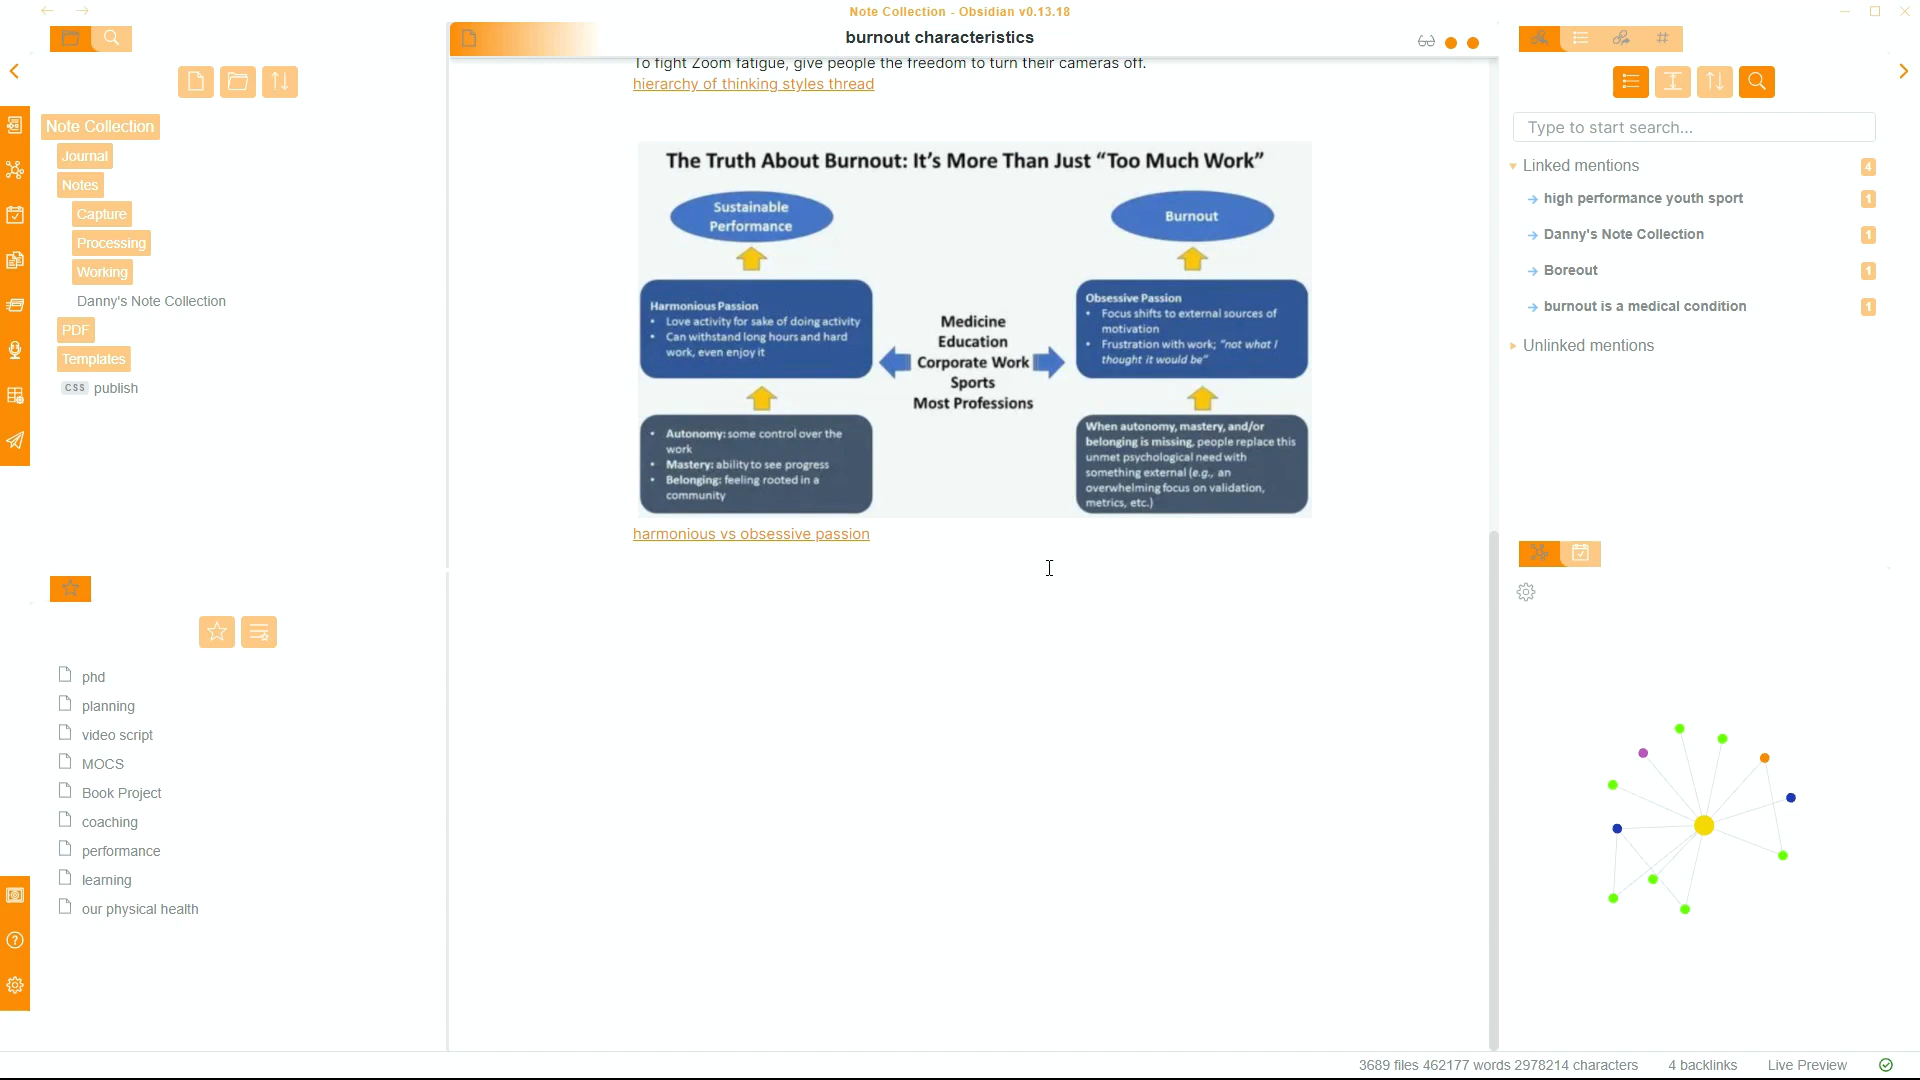 Note Collection - Obsidian v0.13.18
burnout characteristics
Note Collection
Journal
Notes
Capture
Processing
Working
Danny's Note Collection
PDF
Templates
CSS publish
phd
planning
video script
MOCS
Book Project
coaching
performance
learning
our physical health
To fight Zoom fatigue, give people the freedom to turn their cameras off.
hierarchy of thinking styles thread
The Truth About Burnout: It's More Than Just “Too Much Work”
Sustainable
Performance
Harmonious Passion
• Love activity for sake of doing activity
• Can withstand long hours and hard
work, even enjoy it
• Autonomy: some control over the
work
• Mastery: ability to see progress
• Belonging: feeling rooted in a
community
Medicine
Education
Corporate Work
Sports
Most Professions
Burnout
Obsessive Passion
• Focus shifts to external sources of
motivation
• Frustration with work; "not what I
thought it would be"
When autonomy, mastery, and/or
belonging is missing, people replace this
unmet psychological need with
something external (e.g., an
overwhelming focus on validation,
metrics, etc.)
harmonious vs obsessive passion
Type to start search...
Linked mentions 4
high performance youth sport 1
Danny's Note Collection 1
Boreout 1
burnout is a medical condition 1
Unlinked mentions
3689 files 462177 words 2978214 characters 4 backlinks Live Preview